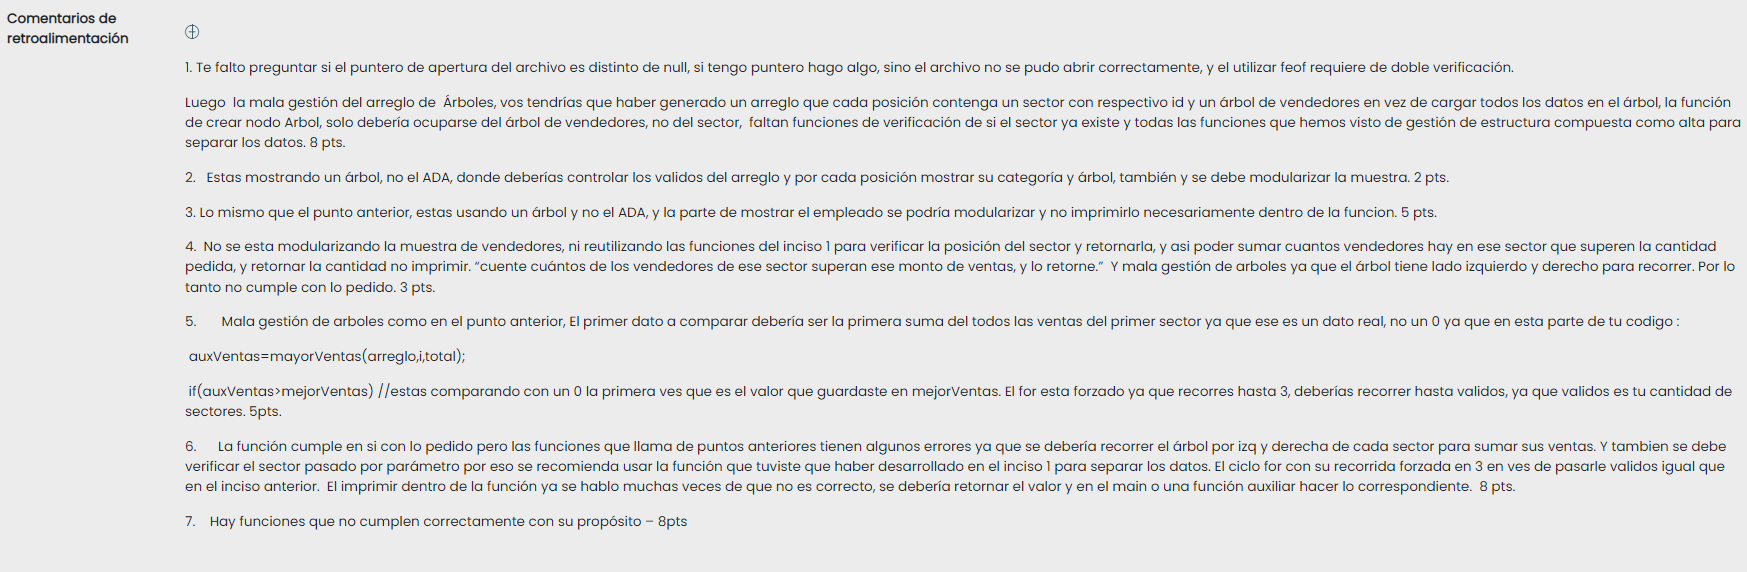 Comentarios de
retroalimentación
1. Te falto preguntar si el puntero de apertura del archivo es distinto de null, si tengo puntero hago algo, sino el archivo no se pudo abrir correctamente, y el utilizar feof requiere de doble verificación.
Luego  la mala gestión del arreglo de  Árboles, vos tendrías que haber generado un arreglo que cada posición contenga un sector con respectivo id y un árbol de vendedores en vez de cargar todos los datos en el árbol, la función
de crear nodo Arbol, solo debería ocuparse del árbol de vendedores, no del sector,  faltan funciones de verificación de si el sector ya existe y todas las funciones que hemos visto de gestión de estructura compuesta como alta para
separar los datos. 8 pts.
2.   Estas mostrando un árbol, no el ADA, donde deberías controlar los validos del arreglo y por cada posición mostrar su categoría y árbol, también y se debe modularizar la muestra. 2 pts.
3. Lo mismo que el punto anterior, estas usando un árbol y no el ADA, y la parte de mostrar el empleado se podría modularizar y no imprimirlo necesariamente dentro de la funcion. 5 pts.
4.  No se esta modularizando la muestra de vendedores, ni reutilizando las funciones del inciso 1 para verificar la posición del sector y retornarla, y asi poder sumar cuantos vendedores hay en ese sector que superen la cantidad
pedida, y retornar la cantidad no imprimir. “cuente cuántos de los vendedores de ese sector superan ese monto de ventas, y lo retorne.”  Y mala gestión de arboles ya que el árbol tiene lado izquierdo y derecho para recorrer. Por lo
tanto no cumple con lo pedido. 3 pts.
5.      Mala gestión de arboles como en el punto anterior, El primer dato a comparar debería ser la primera suma del todos las ventas del primer sector ya que ese es un dato real, no un 0 ya que en esta parte de tu codigo :
auxVentas=mayorVentas(arreglo,i,total);
if(auxVentas>mejorVentas) //estas comparando con un 0 la primera ves que es el valor que guardaste en mejorVentas. El for esta forzado ya que recorres hasta 3, deberías recorrer hasta validos, ya que validos es tu cantidad de
sectores. 5pts.
6.      La función cumple en si con lo pedido pero las funciones que llama de puntos anteriores tienen algunos errores ya que se debería recorrer el árbol por izq y derecha de cada sector para sumar sus ventas. Y tambien se debe
verificar el sector pasado por parámetro por eso se recomienda usar la función que tuviste que haber desarrollado en el inciso 1 para separar los datos. El ciclo for con su recorrida forzada en 3 en ves de pasarle validos igual que
en el inciso anterior.  El imprimir dentro de la función ya se hablo muchas veces de que no es correcto, se debería retornar el valor y en el main o una función auxiliar hacer lo correspondiente.  8 pts.
7.    Hay funciones que no cumplen correctamente con su propósito – 8pts